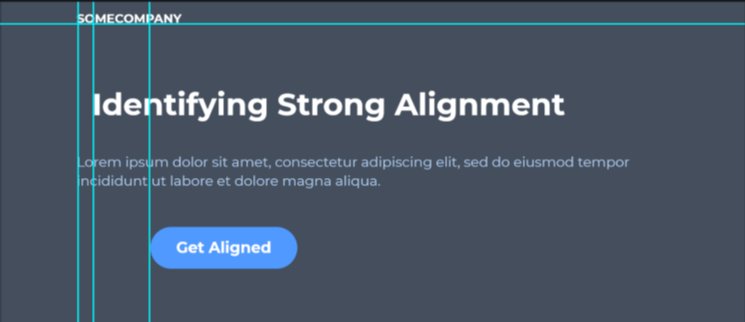 SOMECOMPANY
Identifying Strong Alignment
Lorem ipsum dolor sit amet, consectetur adipiscing elit, sed do eiusmod tempor
incididunt ut labore et dolore magna aliqua.
Get Aligned